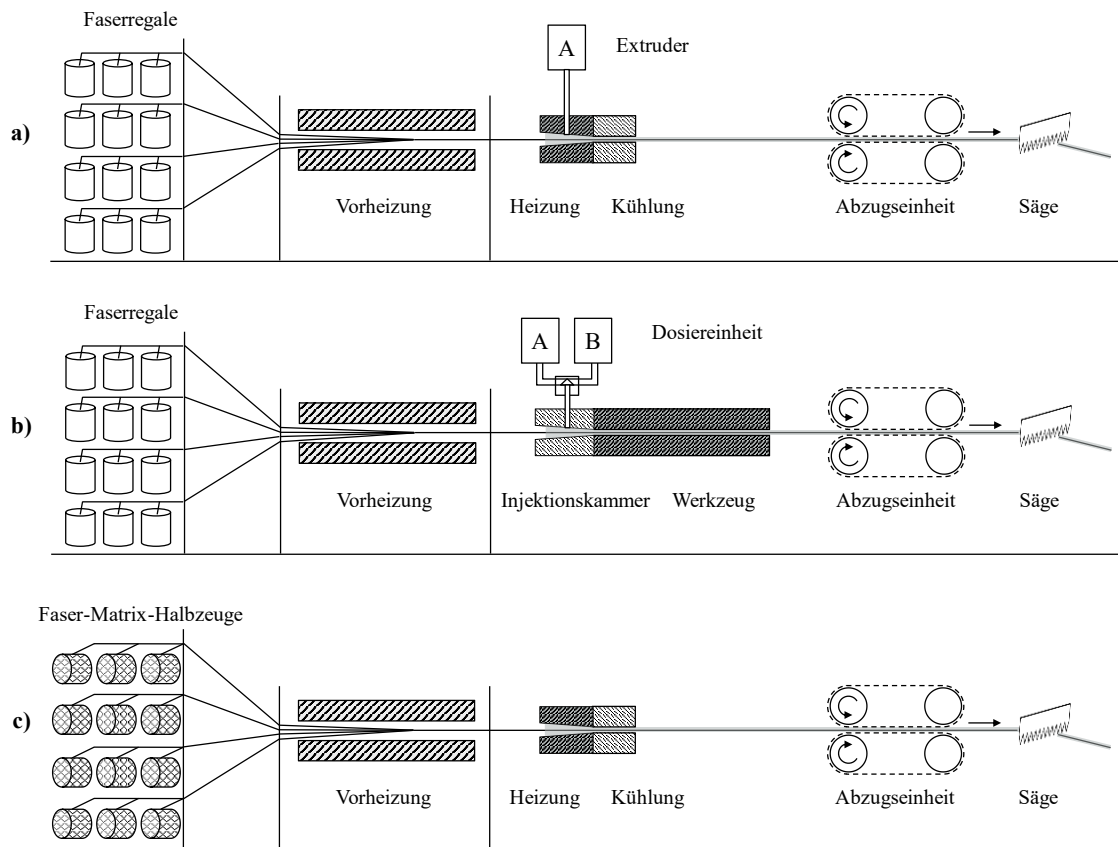 Faserregale
A
Extruder
a)
Vorheizung
Heizung
Kühlung
Abzugseinheit
Säge
Faserregale
A
B
Dosiereinheit
b)
Vorheizung
Injektionskammer
Werkzeug
Abzugseinheit
Säge
Faser-Matrix-Halbzeuge
c)
Vorheizung
Heizung
Kühlung
Abzugseinheit
Säge